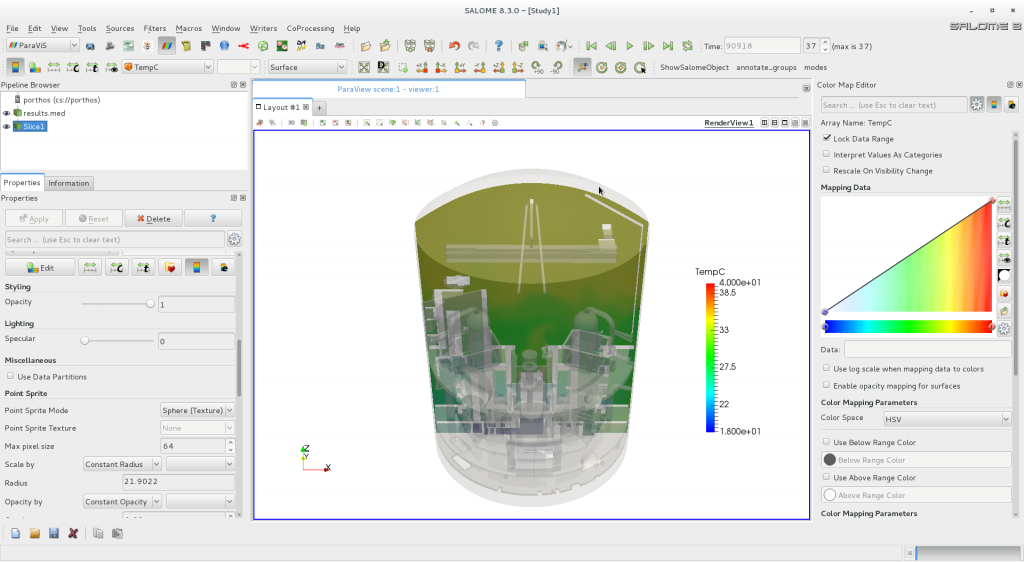 SALOME 8.3.0 - [Study1]
File Edit View Tools Sources Filters Macros Window Writers CoProcessing Help
SALOME 8
ParaViS
Time: 90918 37 (max is 37)
TempC
Surface
ShowSalomeObject annotate_groups modes
Pipeline Browser
porthos (cs://porthos)
results.med
Slice1
Properties Information
Properties
Apply Reset Delete ?
Search ... (use Esc to clear text)
Edit
Styling
Opacity 1
Lighting
Specular 0
Miscellaneous
Use Data Partitions
Point Sprite
Point Sprite Mode Sphere (Texture)
Point Sprite Texture None
Max pixel size 64
Scale by Constant Radius
Radius 21.9022
Opacity by Constant Opacity
ParaView scene:1 - viewer:1
Layout #1
3D
RenderView1
TempC
4.000e+01
38.5
33
27.5
22
1.800e+01
Z
Y
X
Color Map Editor
Search ... (use Esc to clear text)
Array Name: TempC
Lock Data Range
Interpret Values As Categories
Rescale On Visibility Change
Mapping Data
Data:
Use log scale when mapping data to colors
Enable opacity mapping for surfaces
Color Mapping Parameters
Color Space HSV
Use Below Range Color
Below Range Color
Use Above Range Color
Above Range Color
Color Mapping Parameters